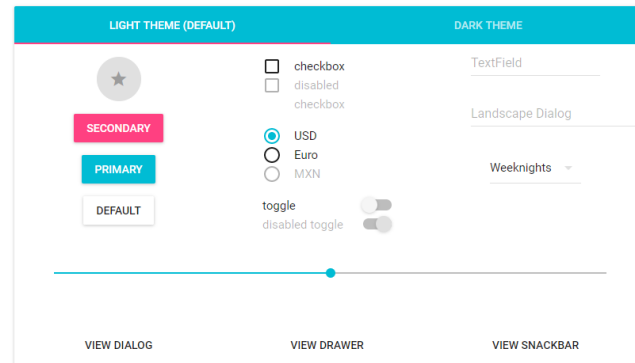 LIGHT THEME (DEFAULT)
DARK THEME
SECONDARY
PRIMARY
DEFAULT
checkbox
disabled
checkbox
USD
Euro
MXN
toggle
disabled toggle
TextField
Landscape Dialog
Weeknights
VIEW DIALOG
VIEW DRAWER
VIEW SNACKBAR